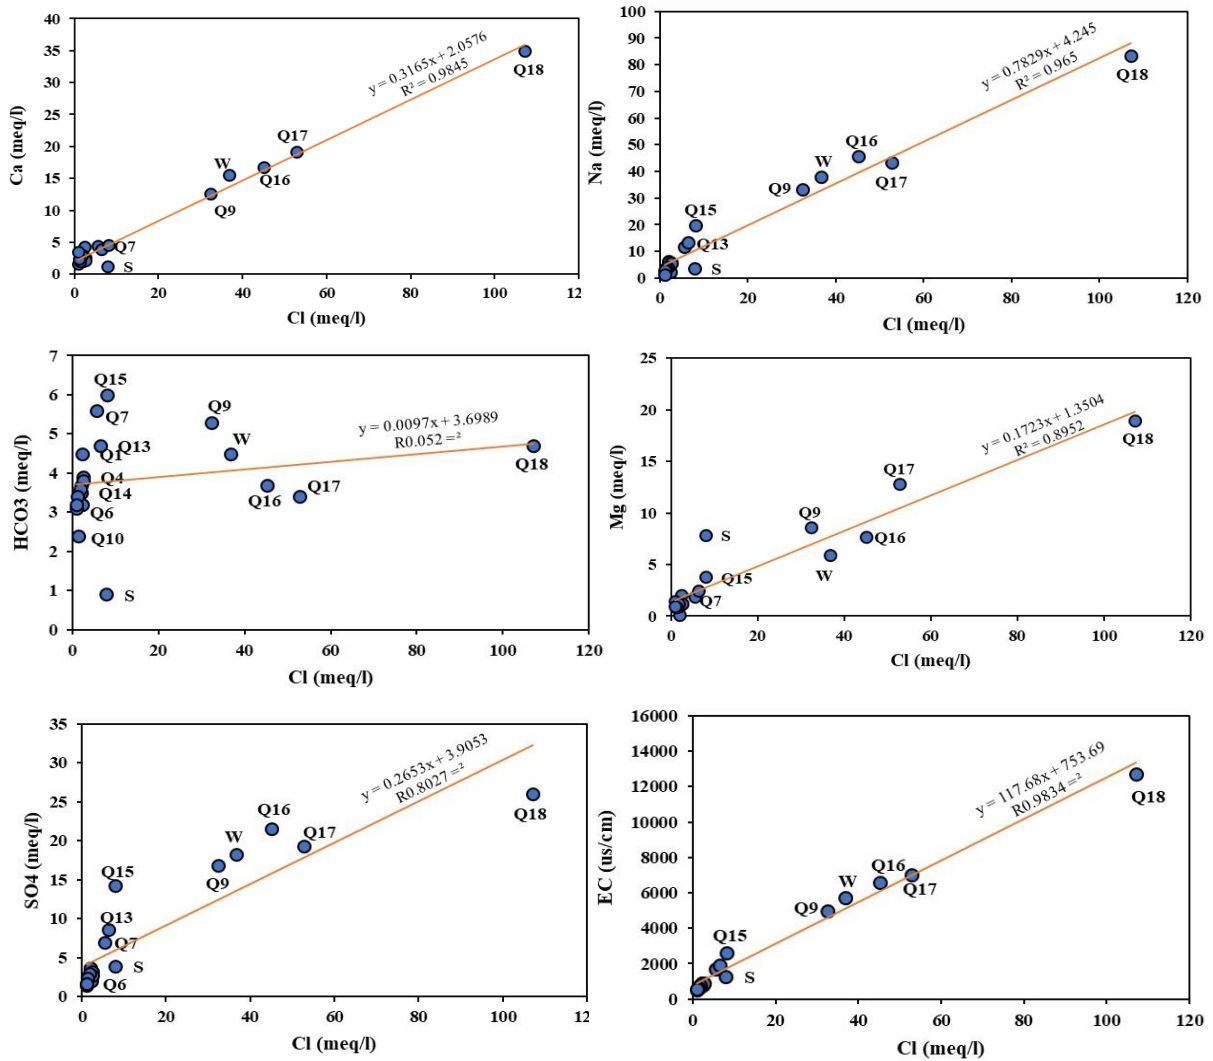 40
35
30
25
20
15
10
5
0
Ca (meq/l)
y = 0.3165x + 2.0576
R² = 0.9845
Q18
Q17
W
Q16
Q9
Q7
S
0 20 40 60 80 100 12
Cl (meq/l)
100
90
80
70
60
50
40
30
20
10
0
Na (meq/l)
y = 0.7829x + 4.245
R² = 0.965
Q18
Q16
W
Q17
Q9
Q15
Q13
S
0 20 40 60 80 100 120
Cl (meq/l)
7
6
5
4
3
2
1
0
HCO3 (meq/l)
Q15
Q7
Q9
y = 0.0097x + 3.6989
R0.052 =²
Q13
W
Q1
Q18
Q4
Q14
Q16
Q17
Q6
Q10
S
0 20 40 60 80 100 120
Cl (meq/l)
25
20
15
10
5
0
Mg (meq/l)
y = 0.1723x + 1.3504
R² = 0.8952
Q18
Q17
Q9
S
Q16
W
Q15
Q7
0 20 40 60 80 100 120
Cl (meq/l)
35
30
25
20
15
10
5
0
SO4 (meq/l)
y = 0.2653x + 3.9053
R0.8027 =²
Q18
Q16
W
Q17
Q9
Q15
Q13
Q7
S
Q6
0 20 40 60 80 100 120
Cl (meq/l)
16000
14000
12000
10000
8000
6000
4000
2000
0
EC (us/cm)
y = 117.68x + 753.69
R0.9834 =²
Q18
Q16
W
Q17
Q9
Q15
S
0 20 40 60 80 100 120
Cl (meq/l)